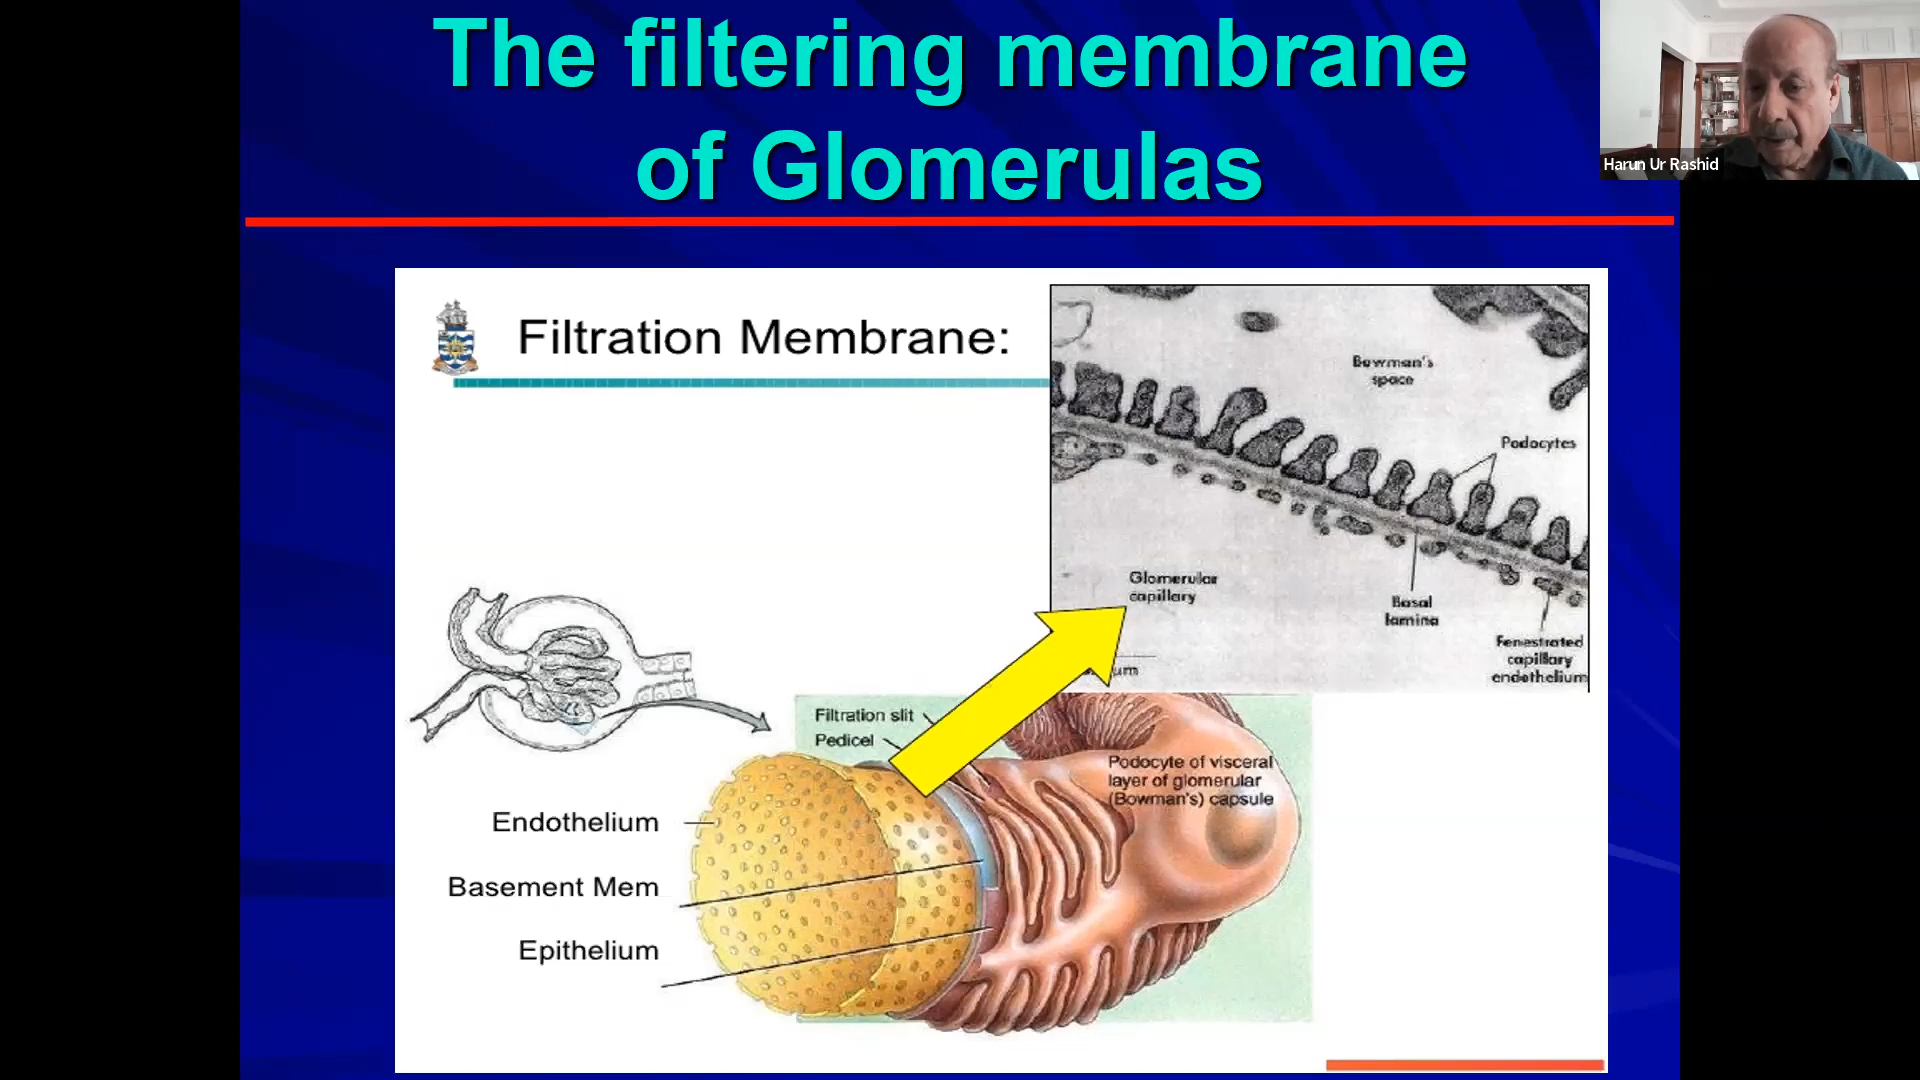 The filtering membrane
of Glomerulas
Harun Ur Rashid
Filtration Membrane:
Bowman's
space
Podocytes
Glomerular
capillary
Basal
lamina
Fenestrated
capillary
endothelium
Filtration slit
Pedicel
Podocyte of visceral
layer of glomerular
(Bowman's) capsule
Endothelium
Basement Mem
Epithelium